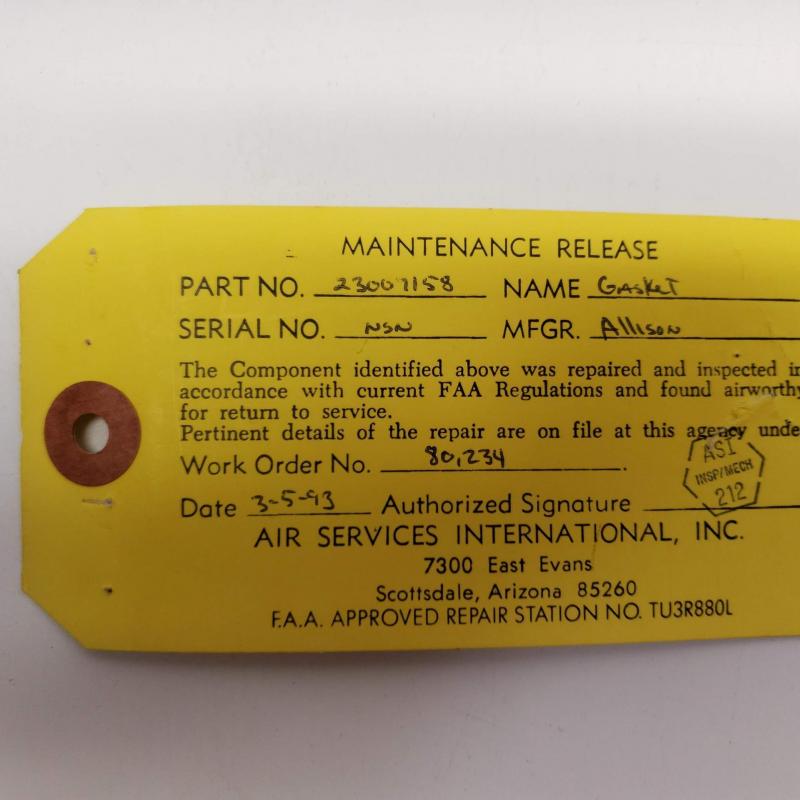 MAINTENANCE RELEASE
PART NO. 23007158 NAME GASKET
SERIAL NO. NSN MFGR. Allison
The Component identified above was repaired and inspected in
accordance with current FAA Regulations and found airworthy
for return to service.
Pertinent details of the repair are on file at this agency unde
Work Order No. 80,234.
ASI
INSP/MECH
212
Date 3-5-93 Authorized Signature
AIR SERVICES INTERNATIONAL, INC.
7300 East Evans
Scottsdale, Arizona 85260
F.A.A. APPROVED REPAIR STATION NO. TU3R880L